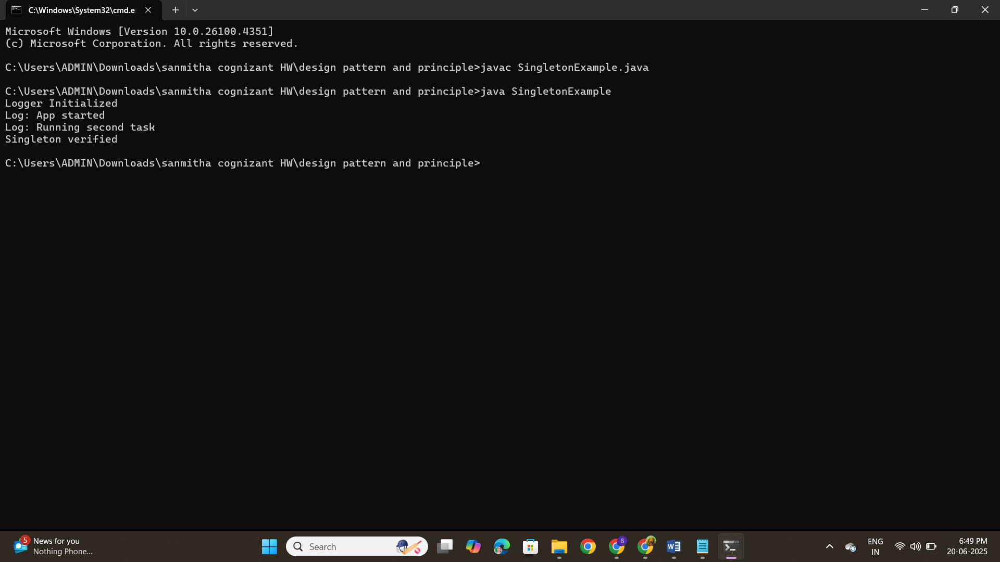 C:\Windows\System32\cmd.e
Microsoft Windows [Version 10.0.26100.4351]
(c) Microsoft Corporation. All rights reserved.
C:\Users\ADMIN\Downloads\sanmitha cognizant HW\design pattern and principle>javac SingletonExample.java
C:\Users\ADMIN\Downloads\sanmitha cognizant HW\design pattern and principle>java SingletonExample
Logger Initialized
Log: App started
Log: Running second task
Singleton verified
C:\Users\ADMIN\Downloads\sanmitha cognizant HW\design pattern and principle>
5
News for you
Nothing Phone...
Search
S
W
ENG
IN
6:49 PM
20-06-2025